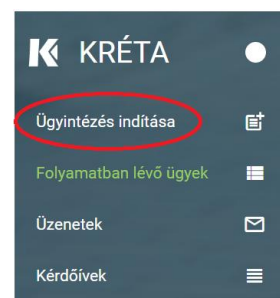 KRÉTA
Ügyintézés indítása
Folyamatban lévő ügyek
Üzenetek
Kérdőívek